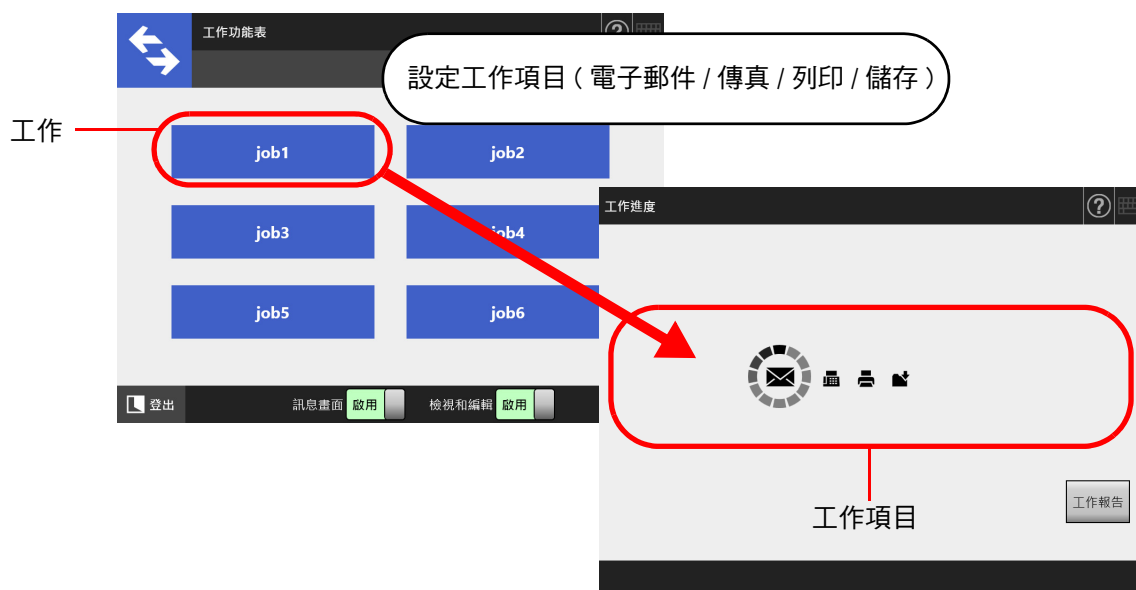 工作功能表
設定工作項目 ( 電子郵件 / 傳真 / 列印 / 儲存 )
工作
job1
job2
job3
job4
job5
job6
登出
訊息畫面 啟用
檢視和編輯 啟用
工作進度
?
工作項目
工作報告